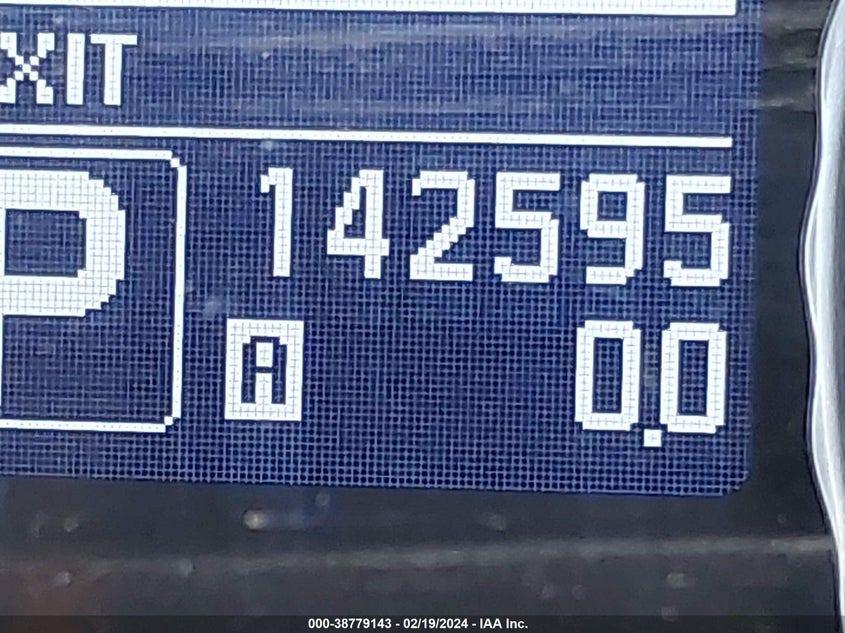 XIT
P 142595
A 0.0
000-38779143 - 02/19/2024 - IAA Inc.